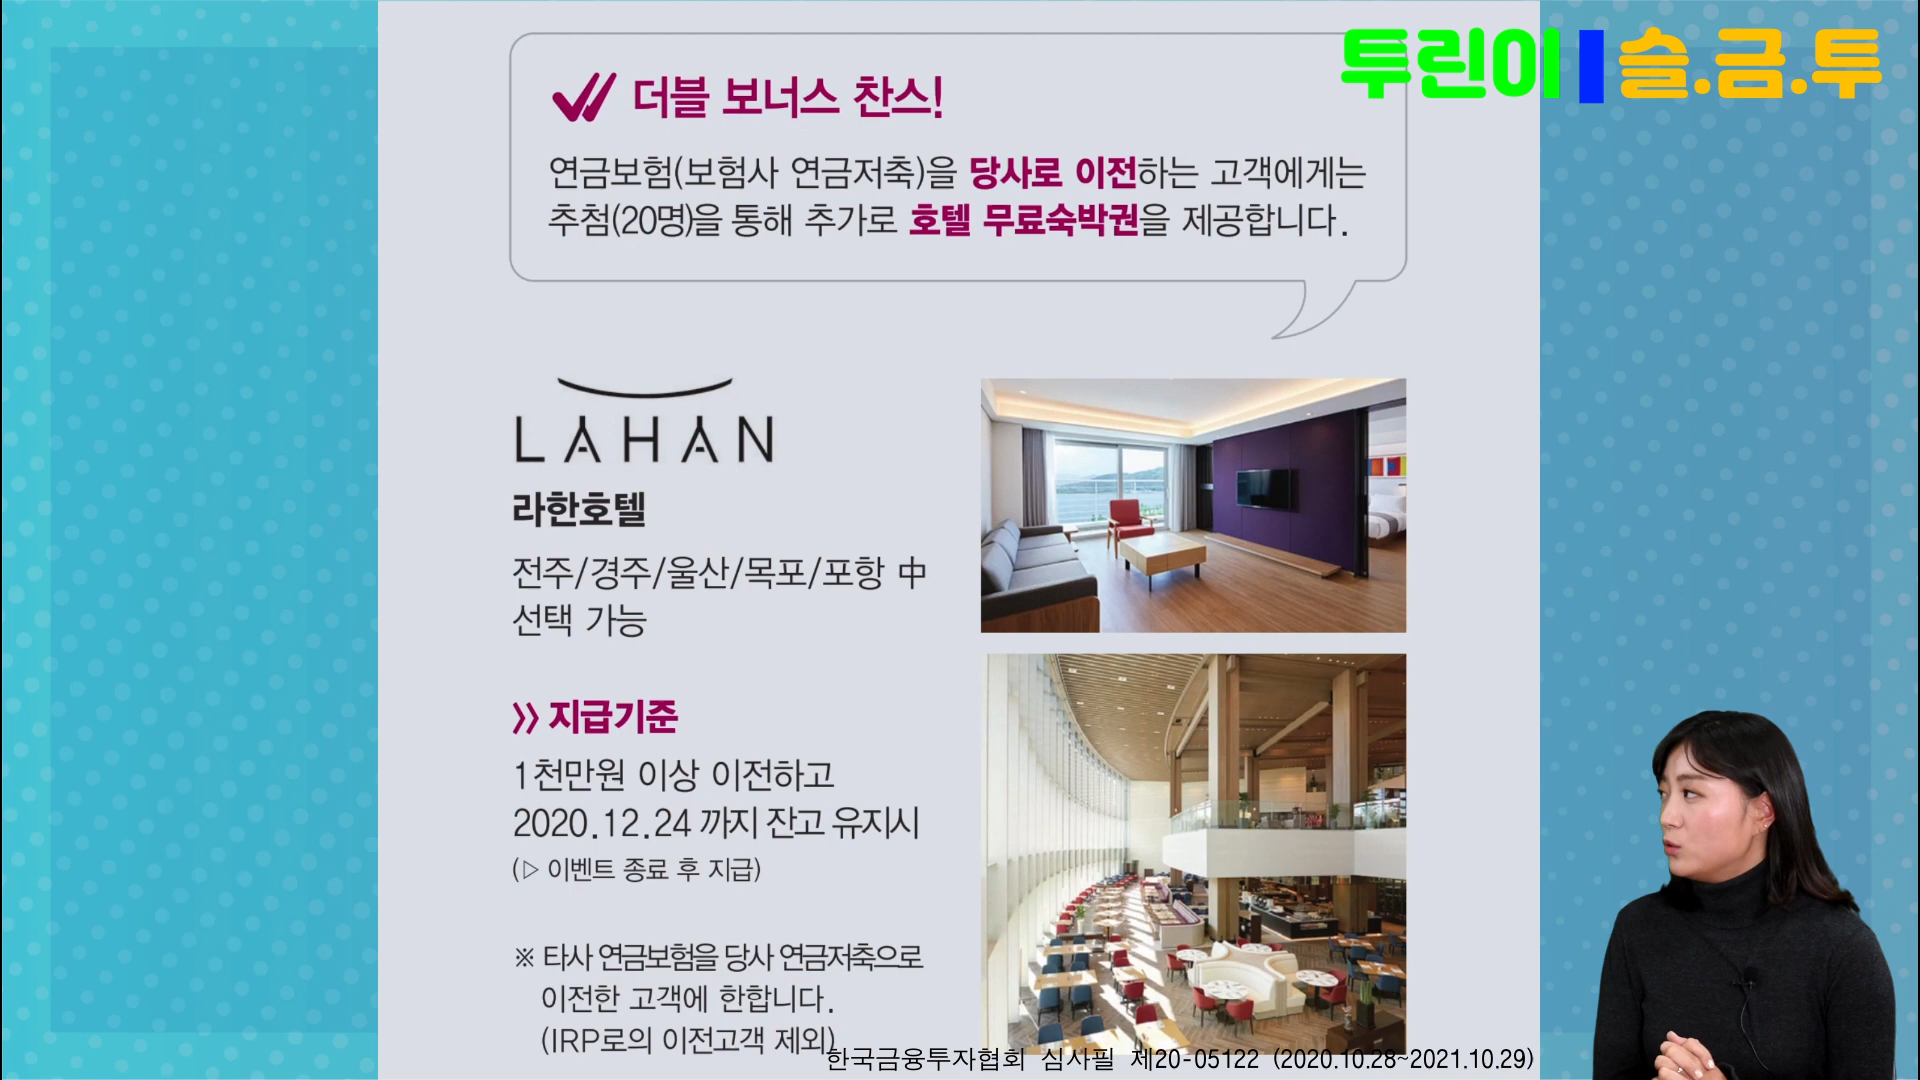 투린이 | 슬.금.투
더블 보너스 찬스!
연금보험(보험사 연금저축)을 당사로 이전하는 고객에게는
추첨(20명)을 통해 추가로 호텔 무료숙박권을 제공합니다.
LAHAN
라한호텔
전주/경주/울산/목포/포항 中
선택 가능
>> 지급기준
1천만원 이상 이전하고
2020.12.24 까지 잔고 유지시
(▷ 이벤트 종료 후 지급)
※ 타사 연금보험을 당사 연금저축으로
이전한 고객에 한합니다.
(IRP로의 이전고객 제외)
한국금융투자협회 심사필 제20-05122 (2020.10.28~2021.10.29)